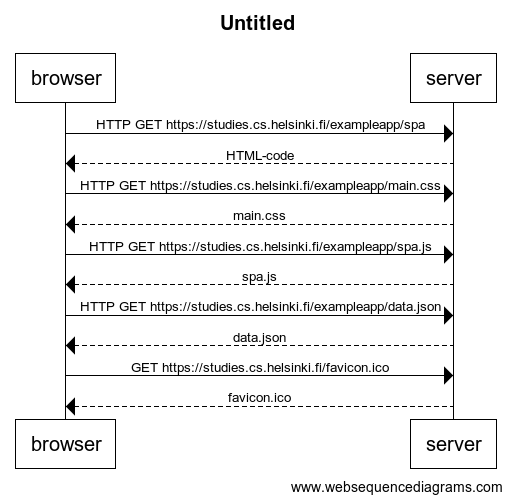 Untitled
browser
server
HTTP GET https://studies.cs.helsinki.fi/exampleapp/spa
HTML-code
HTTP GET https://studies.cs.helsinki.fi/exampleapp/main.css
main.css
HTTP GET https://studies.cs.helsinki.fi/exampleapp/spa.js
spa.js
HTTP GET https://studies.cs.helsinki.fi/exampleapp/data.json
data.json
GET https://studies.cs.helsinki.fi/favicon.ico
favicon.ico
browser
server
www.websequencediagrams.com